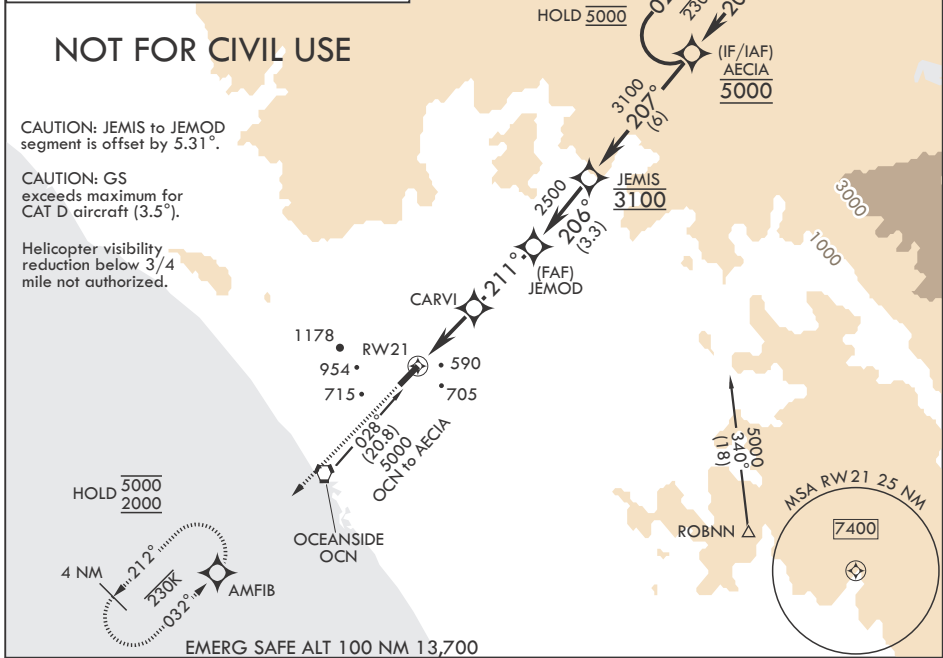 HOLD 5000
NOT FOR CIVIL USE
(IF/IAF)
AECIA
5000
3100
207°
(6)
CAUTION: JEMIS to JEMOD
segment is offset by 5.31°.
CAUTION: GS
exceeds maximum for
CAT D aircraft (3.5°).
Helicopter visibility
reduction below 3/4
mile not authorized.
JEMIS
3100
2500
206°
(3.3)
3000
1000
(FAF)
JEMOD
211°
CARVI
1178
RW21
954
590
715
705
028°
(20.8)
5000
OCN to AECIA
5000
340°
(18)
HOLD 5000
2000
MSA RW21 25 NM
7400
ROBNN
OCEANSIDE
OCN
212°
4 NM
230K
032°
AMFIB
EMERG SAFE ALT 100 NM 13,700